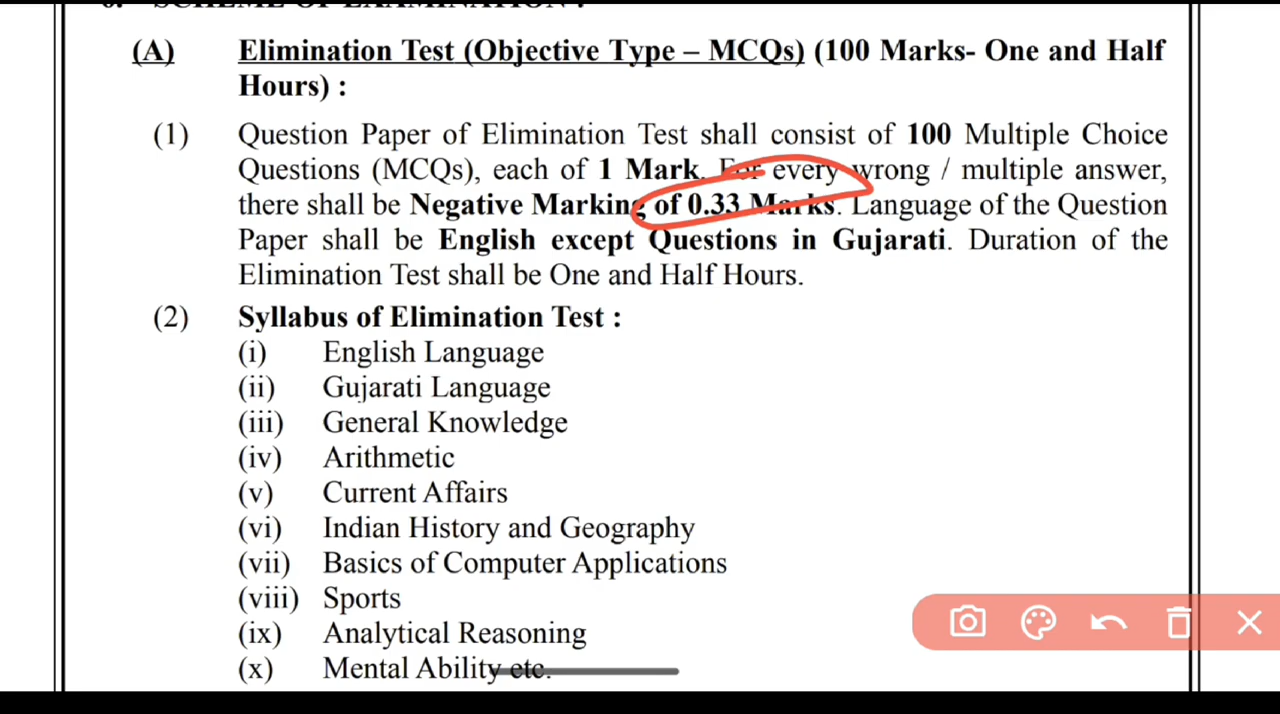 6. SCHEME OF EXAMINATION :
(A) Elimination Test (Objective Type – MCQs) (100 Marks- One and Half
Hours) :
(1) Question Paper of Elimination Test shall consist of 100 Multiple Choice
Questions (MCQs), each of 1 Mark. For every wrong / multiple answer,
there shall be Negative Marking of 0.33 Marks. Language of the Question
Paper shall be English except Questions in Gujarati. Duration of the
Elimination Test shall be One and Half Hours.
(2) Syllabus of Elimination Test :
(i) English Language
(ii) Gujarati Language
(iii) General Knowledge
(iv) Arithmetic
(v) Current Affairs
(vi) Indian History and Geography
(vii) Basics of Computer Applications
(viii) Sports
(ix) Analytical Reasoning
(x) Mental Ability etc.